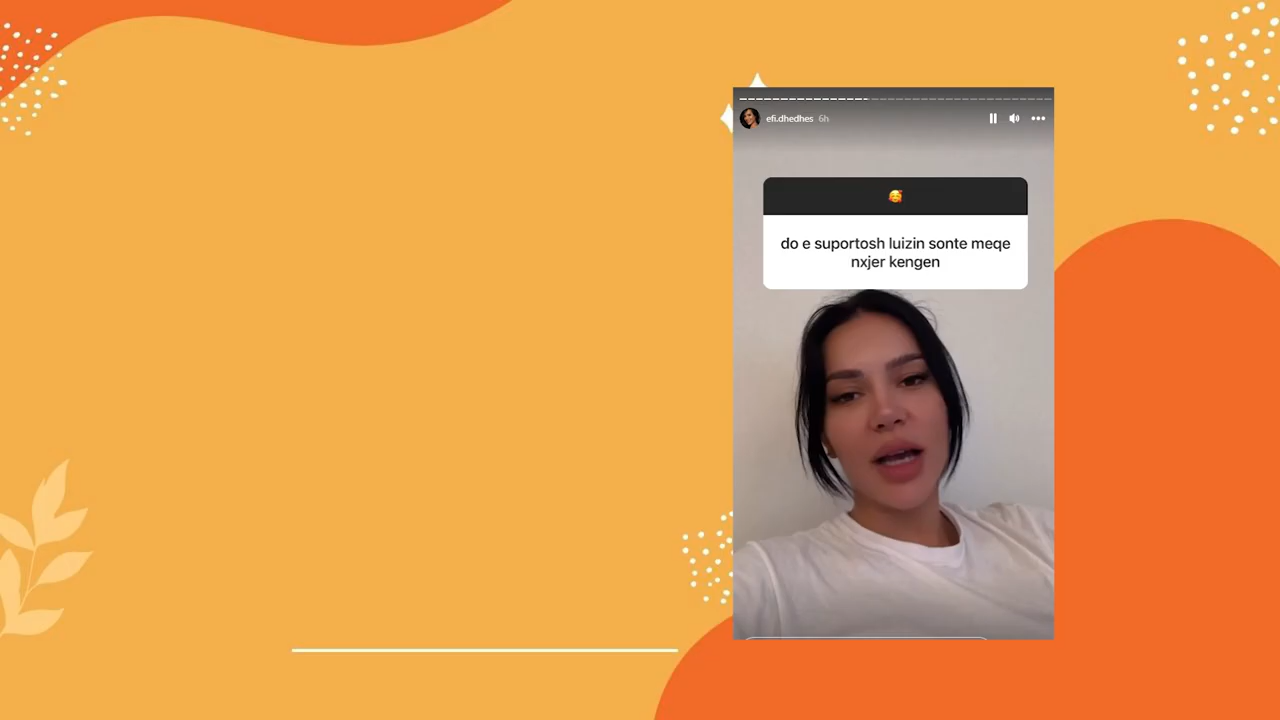 efi.dhedhes 6h
🥰
do e suportosh luizin sonte meqe
nxjer kengen